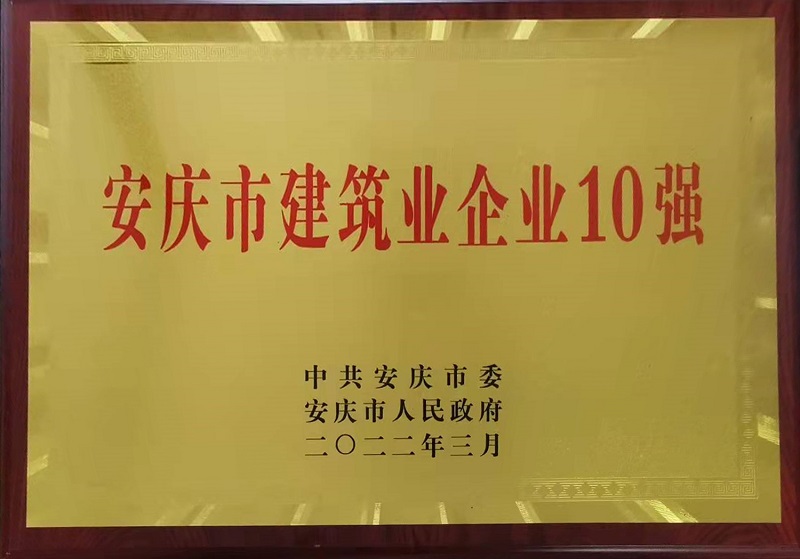 安庆市建筑业企业10强
中共安庆市委
安庆市人民政府
二〇二二年三月